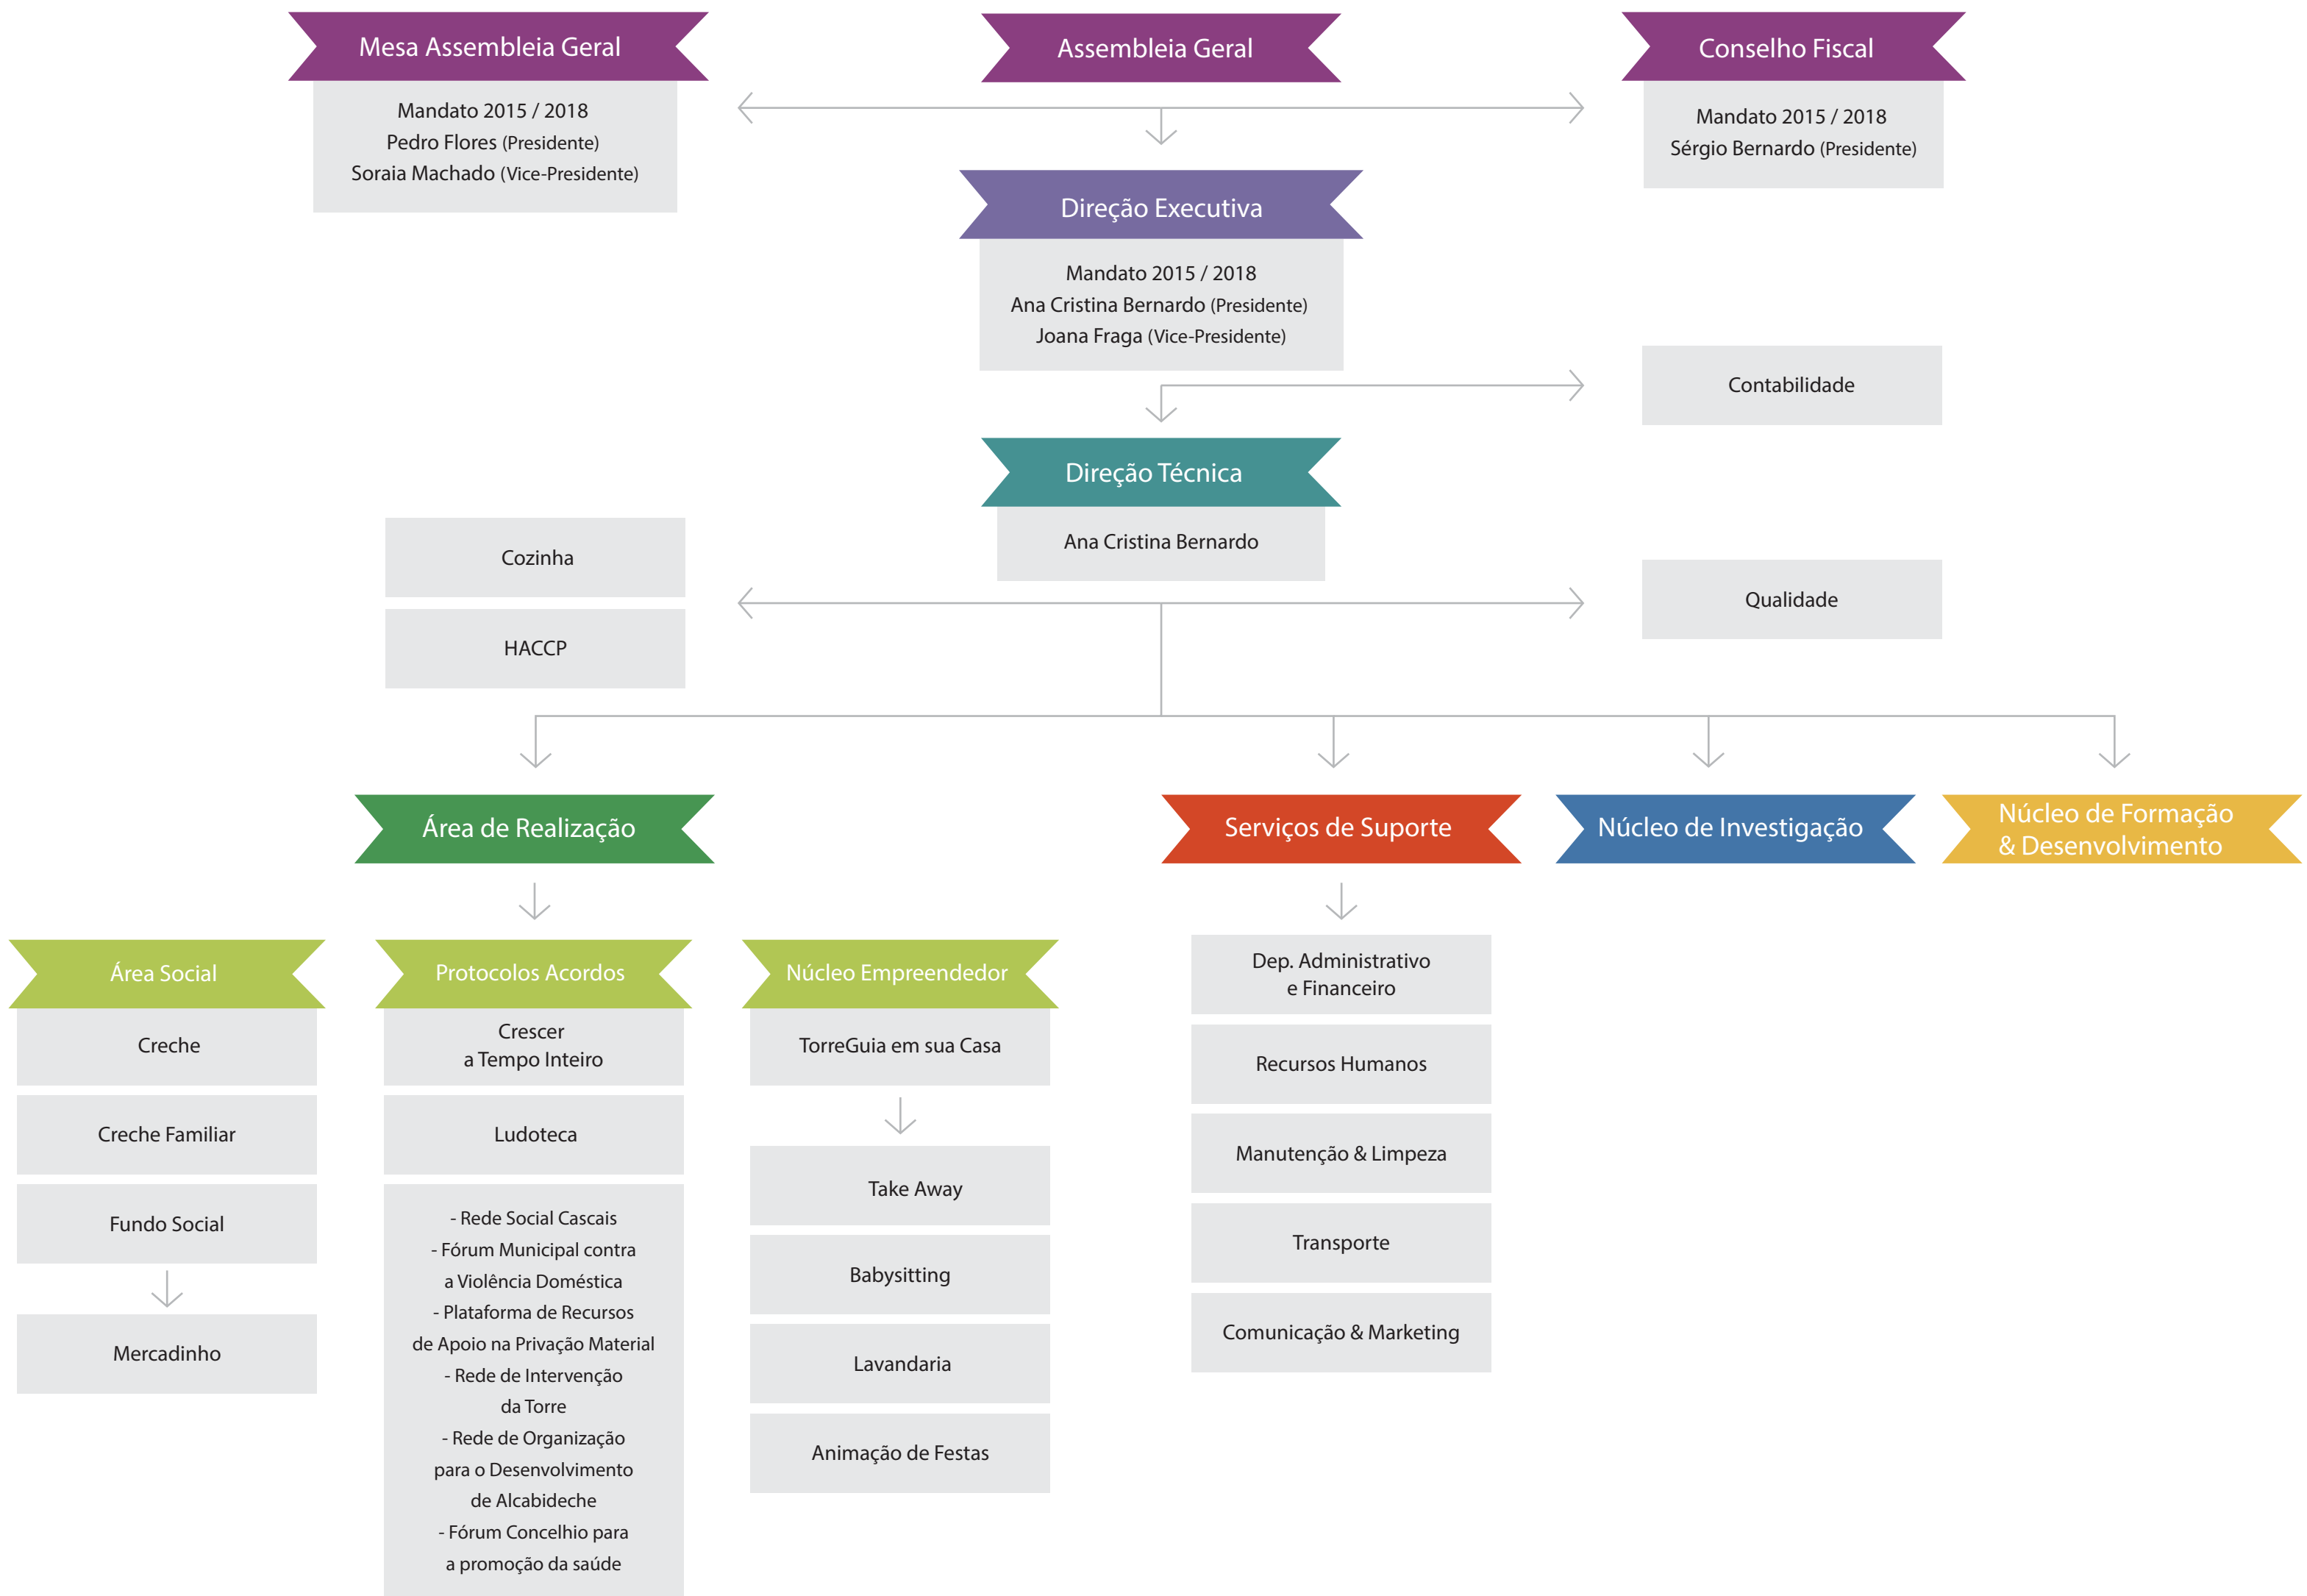 Mesa Assembleia Geral
Mandato 2015 / 2018
Pedro Flores (Presidente)
Soraia Machado (Vice-Presidente)
Assembleia Geral
Conselho Fiscal
Mandato 2015 / 2018
Sérgio Bernardo (Presidente)
Direção Executiva
Mandato 2015 / 2018
Ana Cristina Bernardo (Presidente)
Joana Fraga (Vice-Presidente)
Contabilidade
Direção Técnica
Ana Cristina Bernardo
Cozinha
HACCP
Qualidade
Área de Realização
Serviços de Suporte
Núcleo de Investigação
Núcleo de Formação
& Desenvolvimento
Área Social
Creche
Creche Familiar
Fundo Social
Mercadinho
Protocolos Acordos
Crescer
a Tempo Inteiro
Ludoteca
- Rede Social Cascais
- Fórum Municipal contra
a Violência Doméstica
- Plataforma de Recursos
de Apoio na Privação Material
- Rede de Intervenção
da Torre
- Rede de Organização
para o Desenvolvimento
de Alcabideche
- Fórum Concelhio para
a promoção da saúde
Núcleo Empreendedor
TorreGuia em sua Casa
Take Away
Babysitting
Lavandaria
Animação de Festas
Dep. Administrativo
e Financeiro
Recursos Humanos
Manutenção & Limpeza
Transporte
Comunicação & Marketing